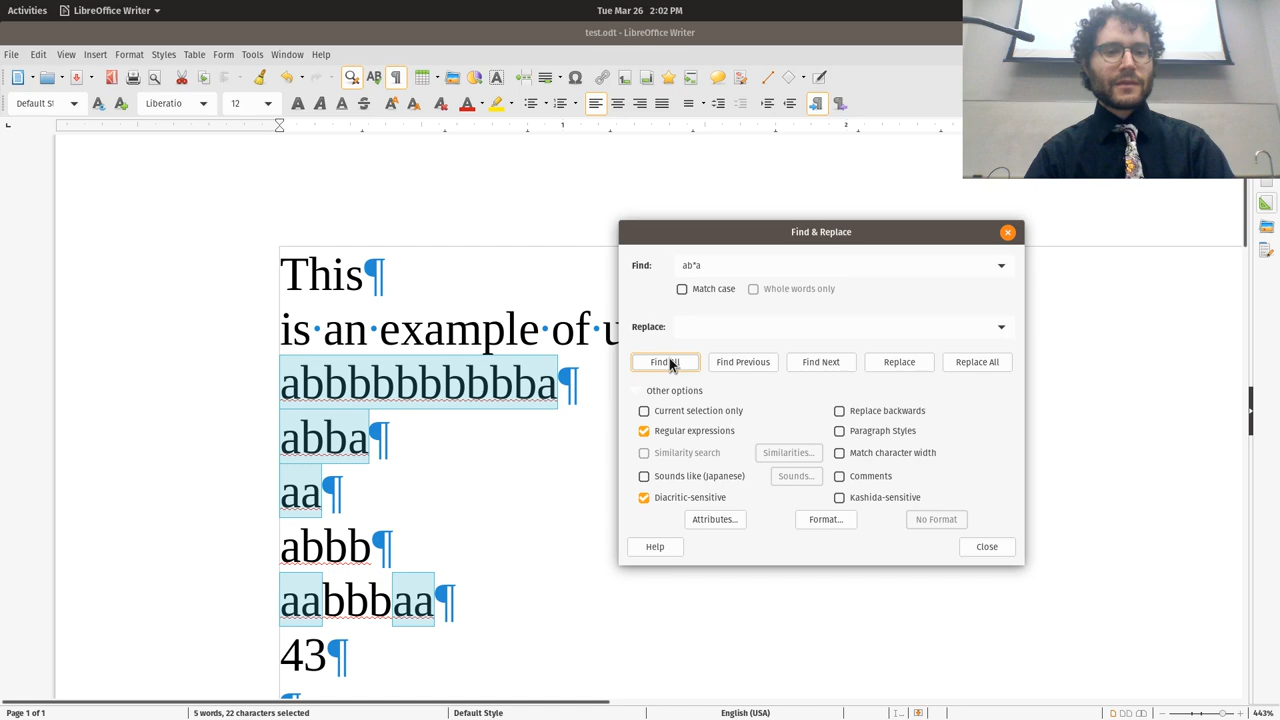 Activities LibreOffice Writer Tue Mar 26 2:02 PM
test.odt - LibreOffice Writer
File Edit View Insert Format Styles Table Form Tools Window Help
Default St Liberatio 12
1 2
This¶
is·an·example·of·u
abbbbbbbbbbba¶
abba¶
aa¶
abbb¶
aabbbaa¶
43¶
¶
Find & Replace
Find: ab*a
Match case Whole words only
Replace:
Find All Find Previous Find Next Replace Replace All
Other options
Current selection only Replace backwards
Regular expressions Paragraph Styles
Similarity search Similarities... Match character width
Sounds like (Japanese) Sounds... Comments
Diacritic-sensitive Kashida-sensitive
Attributes... Format... No Format
Help Close
Page 1 of 1 5 words, 22 characters selected Default Style English (USA) 443%